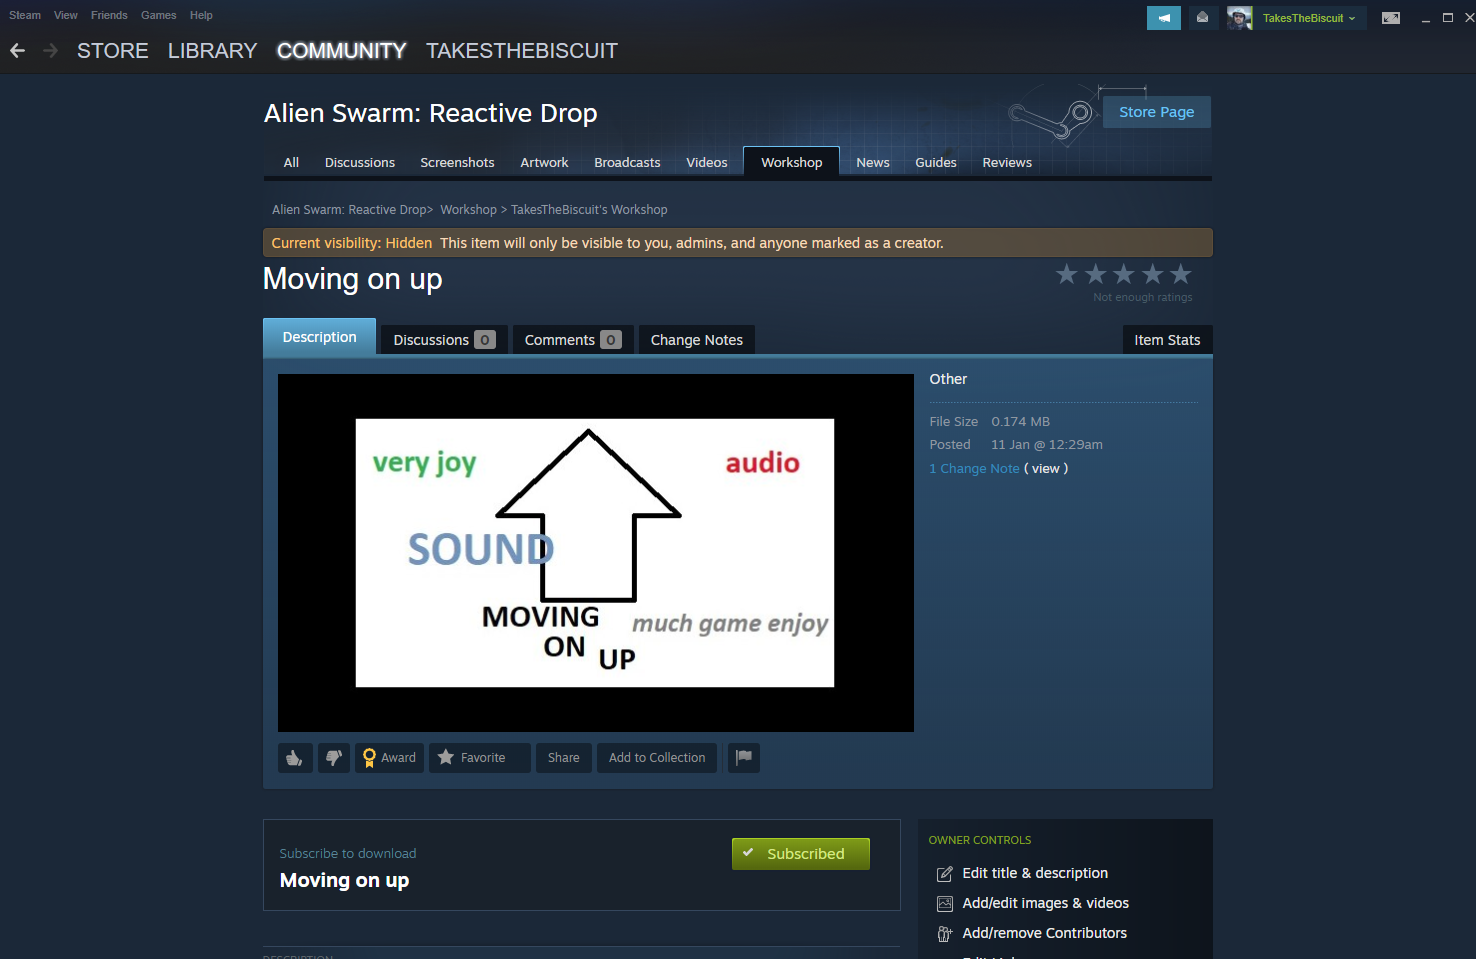 Steam View Friends Games Help
TakesTheBiscuit
STORE LIBRARY COMMUNITY TAKESTHEBISCUIT
Alien Swarm: Reactive Drop
Store Page
All Discussions Screenshots Artwork Broadcasts Videos Workshop News Guides Reviews
Alien Swarm: Reactive Drop> Workshop > TakesTheBiscuit's Workshop
Current visibility: Hidden This item will only be visible to you, admins, and anyone marked as a creator.
Moving on up
Not enough ratings
Description Discussions 0 Comments 0 Change Notes Item Stats
very joy
audio
SOUND
MOVING
ON
UP
much game enjoy
Other
File Size 0.174 MB
Posted 11 Jan @ 12:29am
1 Change Note ( view )
Award Favorite Share Add to Collection
Subscribe to download
Moving on up
Subscribed
OWNER CONTROLS
Edit title & description
Add/edit images & videos
Add/remove Contributors